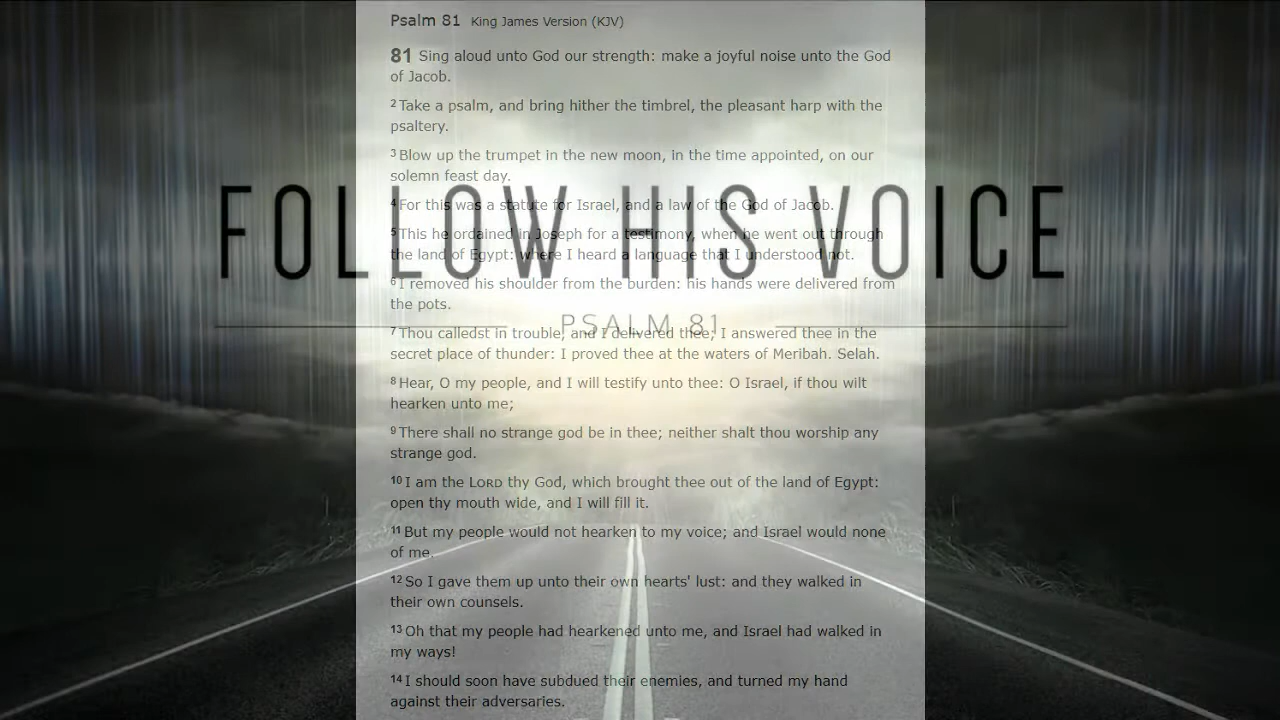 Psalm 81 King James Version (KJV)
81 Sing aloud unto God our strength: make a joyful noise unto the God
of Jacob.
2 Take a psalm, and bring hither the timbrel, the pleasant harp with the
psaltery.
3 Blow up the trumpet in the new moon, in the time appointed, on our
solemn feast day.
FOLLOW HIS VOICE
4 For this was a statute for Israel, and a law of the God of Jacob.
5 This he ordained in Joseph for a testimony, when he went out through
the land of Egypt: where I heard a language that I understood not.
6 I removed his shoulder from the burden: his hands were delivered from
the pots.
PSALM 81
7 Thou calledst in trouble, and I delivered thee; I answered thee in the
secret place of thunder: I proved thee at the waters of Meribah. Selah.
8 Hear, O my people, and I will testify unto thee: O Israel, if thou wilt
hearken unto me;
9 There shall no strange god be in thee; neither shalt thou worship any
strange god.
10 I am the LORD thy God, which brought thee out of the land of Egypt:
open thy mouth wide, and I will fill it.
11 But my people would not hearken to my voice; and Israel would none
of me.
12 So I gave them up unto their own hearts' lust: and they walked in
their own counsels.
13 Oh that my people had hearkened unto me, and Israel had walked in
my ways!
14 I should soon have subdued their enemies, and turned my hand
against their adversaries.